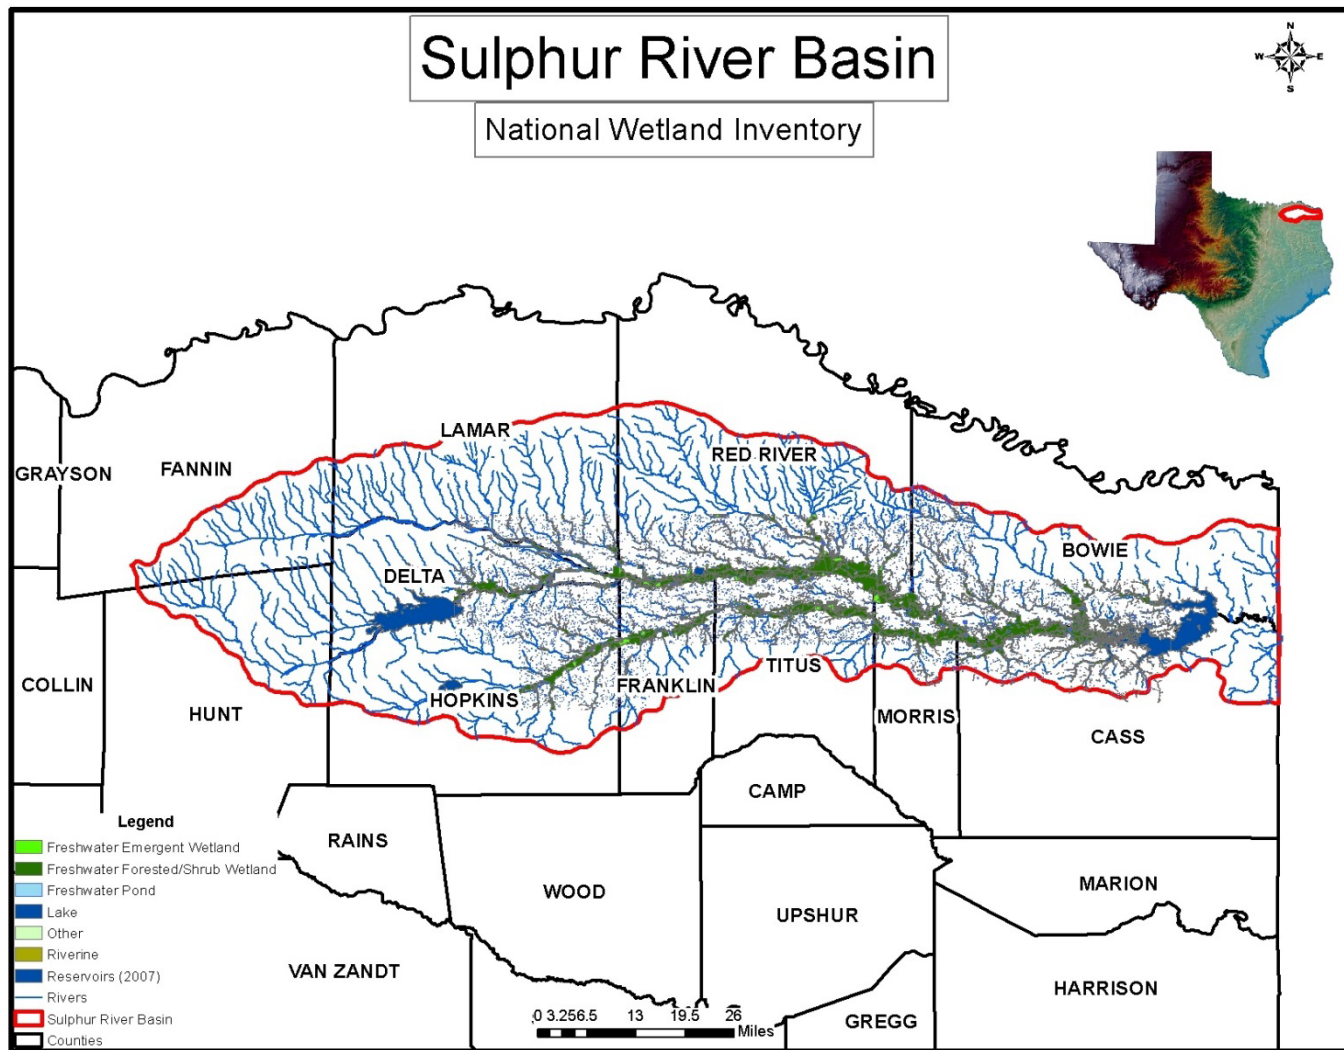 Sulphur River Basin
National Wetland Inventory
N
W E
S
LAMAR
RED RIVER
GRAYSON
FANNIN
BOWIE
DELTA
COLLIN
HUNT
HOPKINS
FRANKLIN
TITUS
MORRIS
CASS
CAMP
RAINS
WOOD
MARION
UPSHUR
VAN ZANDT
HARRISON
GREGG
Legend
Freshwater Emergent Wetland
Freshwater Forested/Shrub Wetland
Freshwater Pond
Lake
Other
Riverine
Reservoirs (2007)
Rivers
Sulphur River Basin
Counties
0 3.256.5 13 19.5 26
Miles